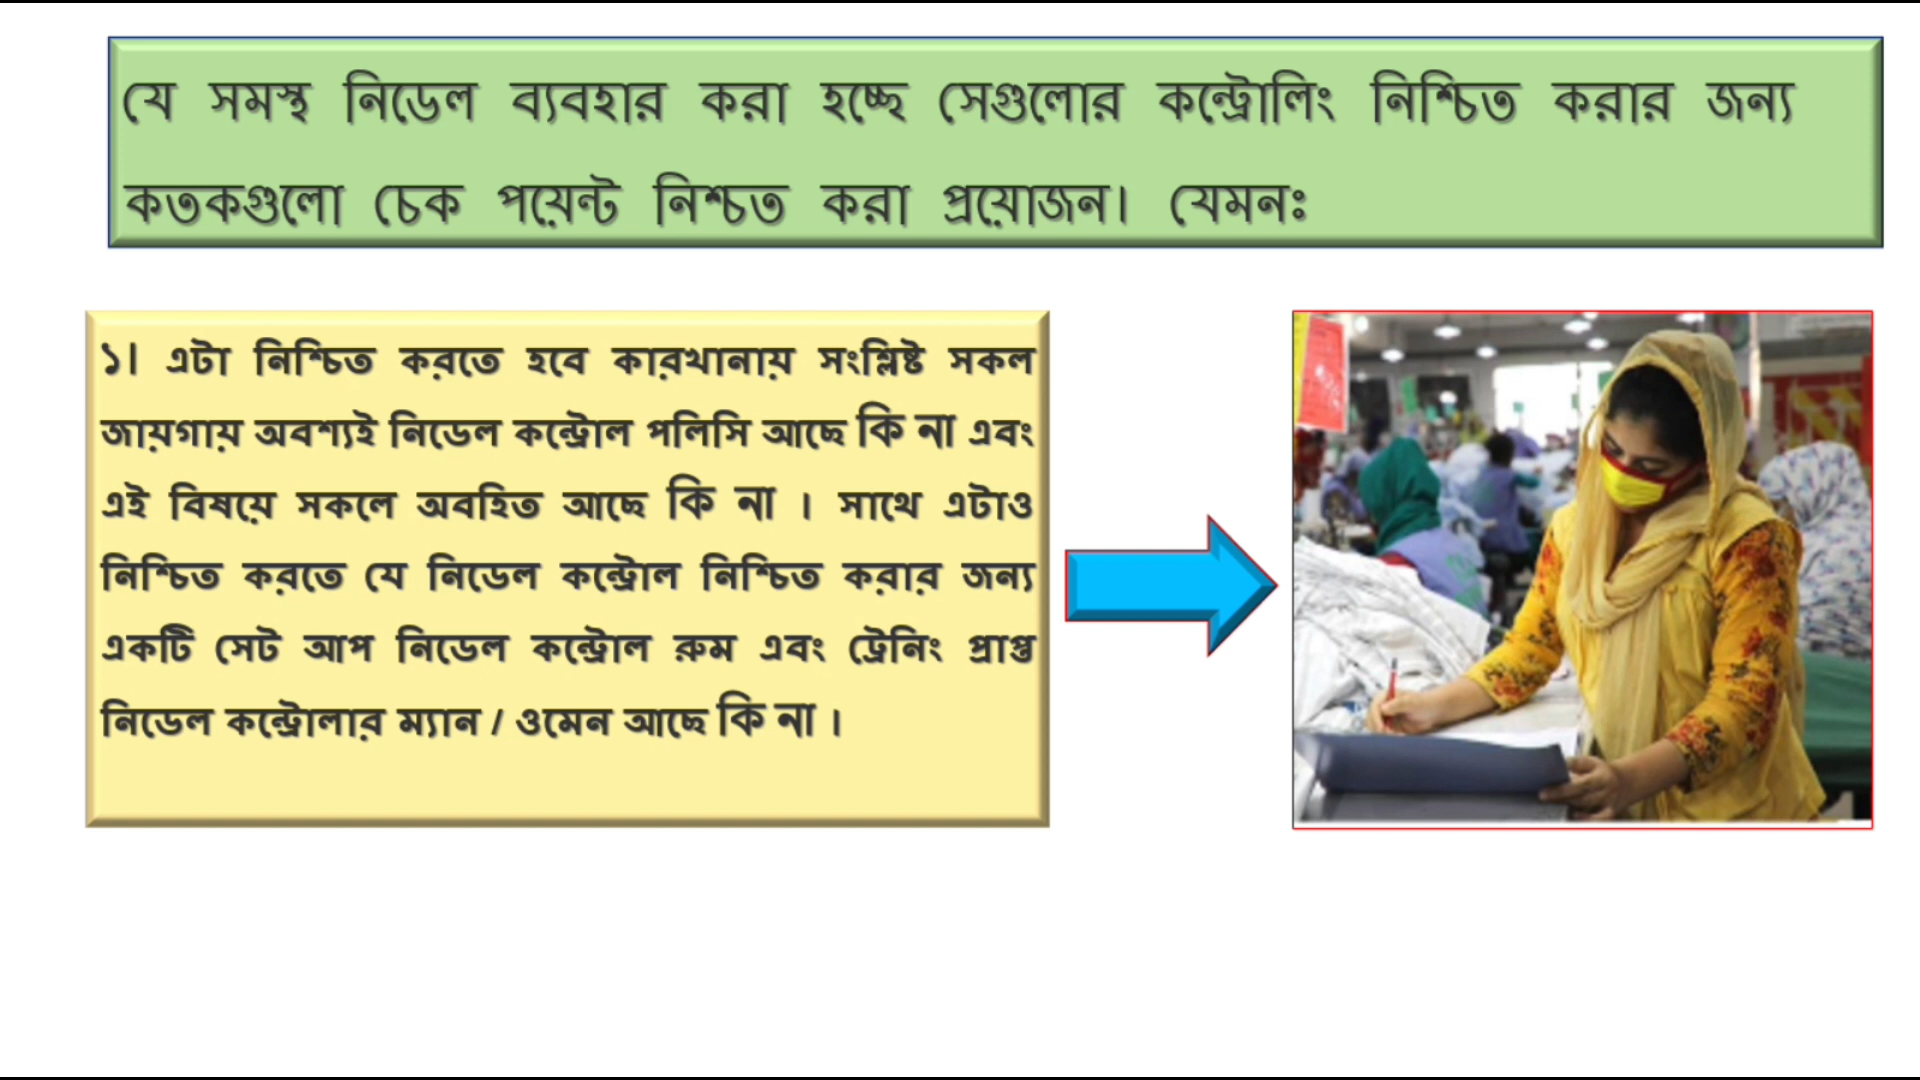 যে সমস্থ নিডেল ব্যবহার করা হচ্ছে সেগুলোর কন্ট্রোলিং নিশ্চিত করার জন্য
কতকগুলো চেক পয়েন্ট নিশ্চত করা প্রয়োজন। যেমনঃ
১। এটা নিশ্চিত করতে হবে কারখানায় সংশ্লিষ্ট সকল
জায়গায় অবশ্যই নিডেল কন্ট্রোল পলিসি আছে কি না এবং
এই বিষয়ে সকলে অবহিত আছে কি না । সাথে এটাও
নিশ্চিত করতে যে নিডেল কন্ট্রোল নিশ্চিত করার জন্য
একটি সেট আপ নিডেল কন্ট্রোল রুম এবং ট্রেনিং প্রাপ্ত
নিডেল কন্ট্রোলার ম্যান / ওমেন আছে কি না ।